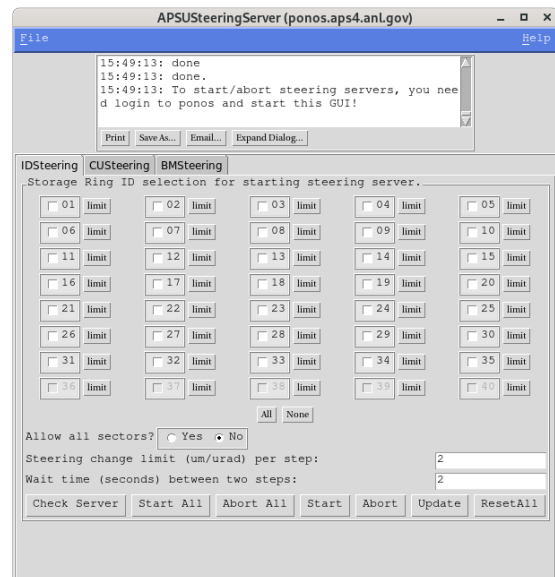 APSUSteeringServer (ponos.aps4.anl.gov)
File Help
15:49:13: done
15:49:13: done.
15:49:13: To start/abort steering servers, you nee
d login to ponos and start this GUI!
Print Save As... Email... Expand Dialog...
IDSteering CUSteering BMSteering
Storage Ring ID selection for starting steering server.
01 limit 02 limit 03 limit 04 limit 05 limit
06 limit 07 limit 08 limit 09 limit 10 limit
11 limit 12 limit 13 limit 14 limit 15 limit
16 limit 17 limit 18 limit 19 limit 20 limit
21 limit 22 limit 23 limit 24 limit 25 limit
26 limit 27 limit 28 limit 29 limit 30 limit
31 limit 32 limit 33 limit 34 limit 35 limit
36 limit 37 limit 38 limit 39 limit 40 limit
All None
Allow all sectors? Yes No
Steering change limit (um/urad) per step: 2
Wait time (seconds) between two steps: 2
Check Server Start All Abort All Start Abort Update ResetAll